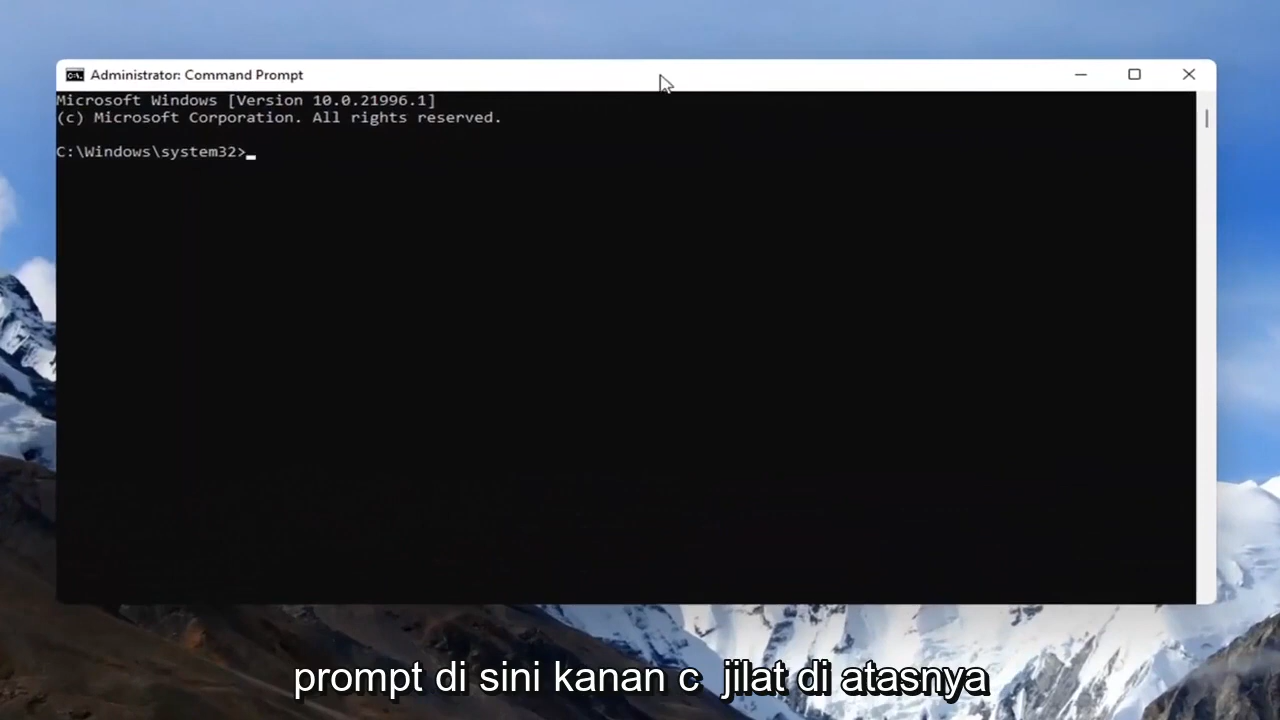 Administrator: Command Prompt
Microsoft Windows [Version 10.0.21996.1]
(c) Microsoft Corporation. All rights reserved.
C:\Windows\system32>
prompt di sini kanan c jilat di atasnya